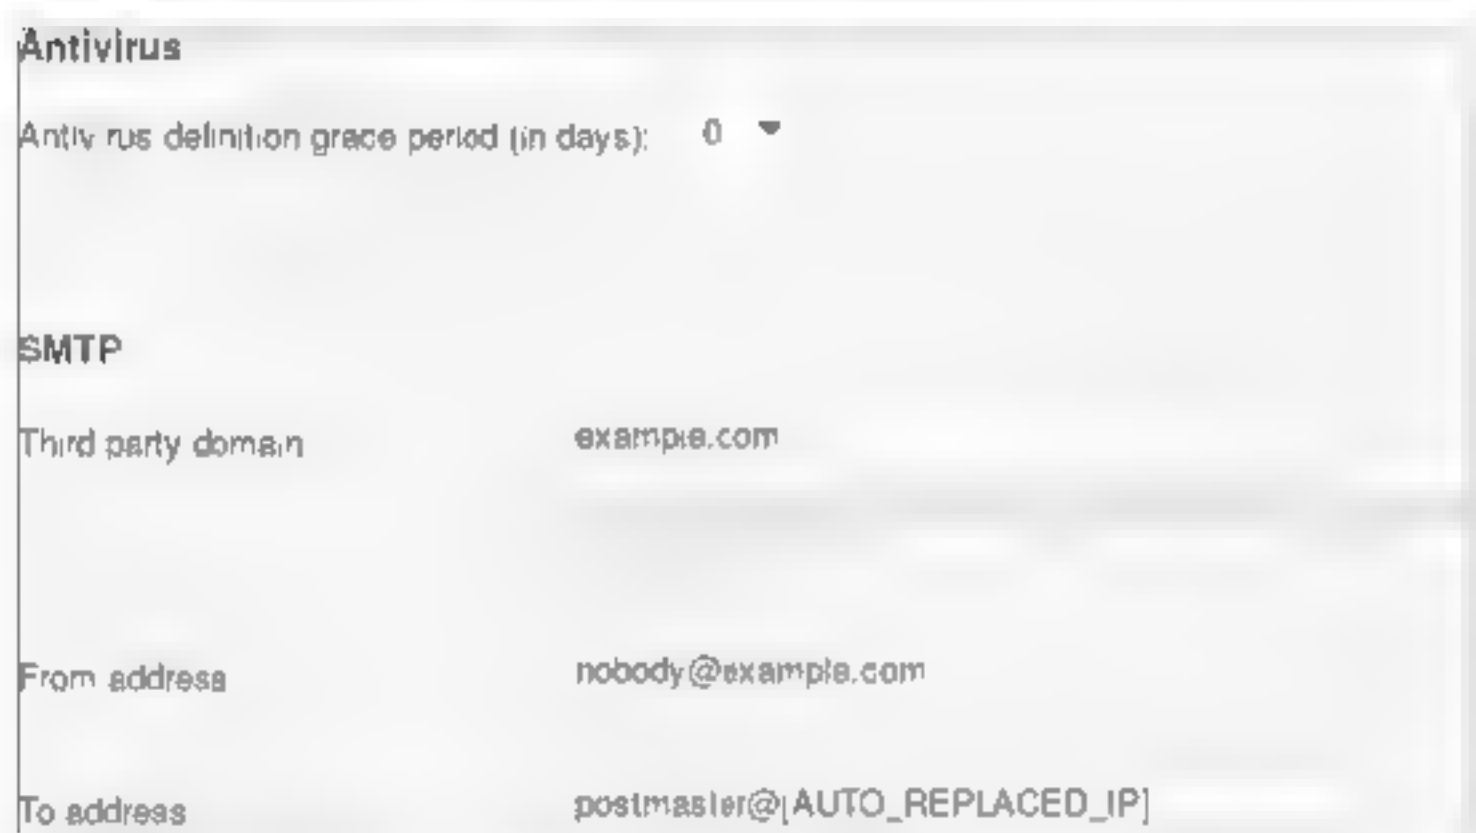 Antivirus
Antivirus definition grace period (in days): 0
SMTP
Third party domain example.com
From address nobody@example.com
To address postmaster@[AUTO_REPLACED_IP]